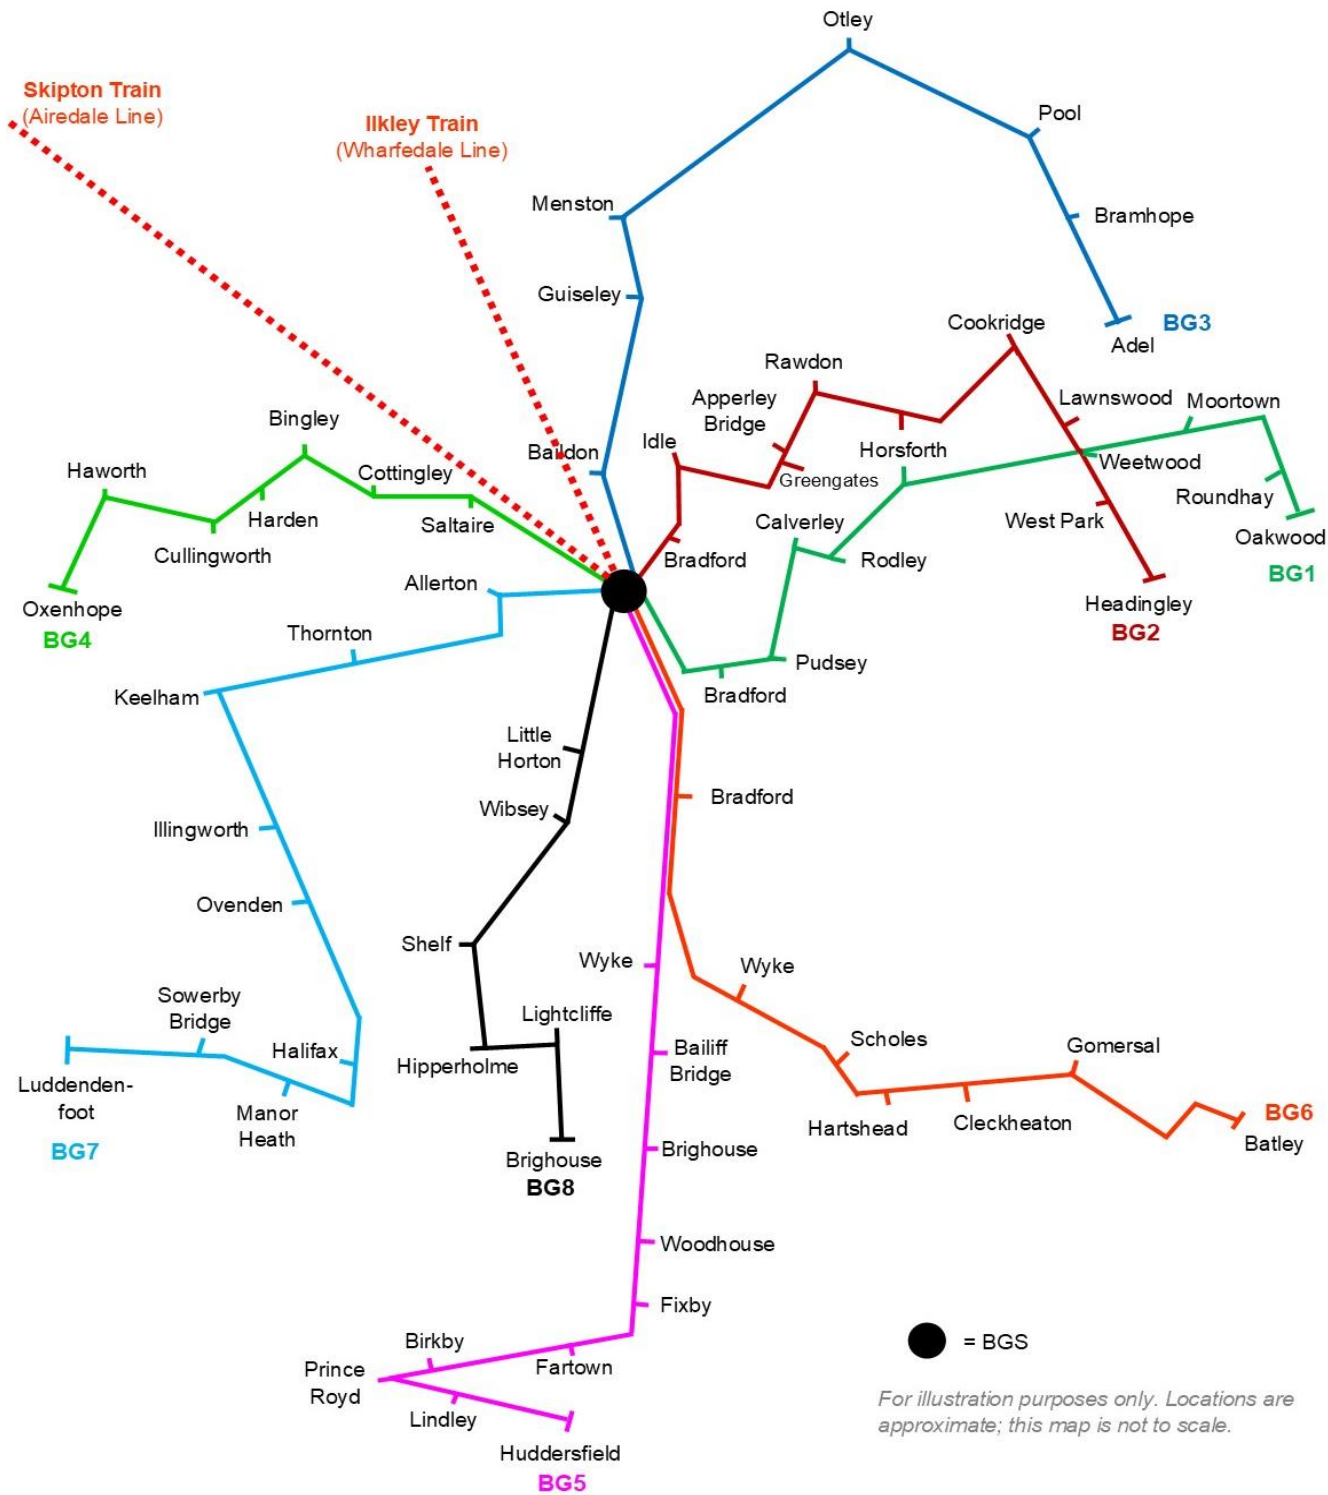 Otley
Skipton Train
(Airedale Line)
Ilkley Train
(Wharfedale Line)
Pool
Menston
Bramhope
Guiseley
BG3
Adel
Cookridge
Rawdon
Apperley
Bridge
Lawnswood
Moortown
Bingley
Idle
Baildon
Horsforth
Haworth
Cottingley
Greengates
Weetwood
Roundhay
Harden
Saltaire
Calverley
West Park
Cullingworth
Bradford
Rodley
Oakwood
BG1
Allerton
Oxenhope
BG4
Headingley
BG2
Thornton
Pudsey
Keelham
Bradford
Little
Horton
Wibsey
Bradford
Illingworth
Ovenden
Shelf
Wyke
Wyke
Sowerby
Bridge
Lightcliffe
Halifax
Hipperholme
Bailiff
Bridge
Scholes
Gomersal
Luddenden-
foot
BG7
Manor
Heath
Hartshead
Cleckheaton
BG6
Batley
Brighouse
BG8
Brighouse
Woodhouse
Fixby
Birkby
Fartown
Prince
Royd
Lindley
Huddersfield
BG5
= BGS
For illustration purposes only. Locations are
approximate; this map is not to scale.